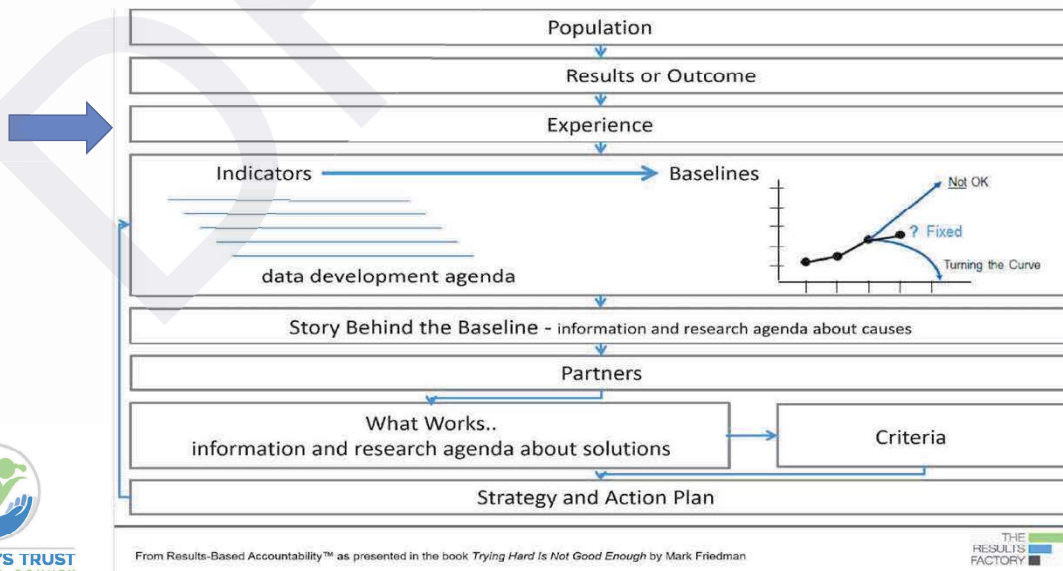 Population
Results or Outcome
Experience
Indicators
Baselines
Not OK
? Fixed
Turning the Curve
data development agenda
Story Behind the Baseline - information and research agenda about causes
Partners
What Works..
information and research agenda about solutions
Criteria
Strategy and Action Plan
From Results-Based Accountability™ as presented in the book Trying Hard Is Not Good Enough by Mark Friedman
THE
RESULTS
FACTORY
'S TRUST